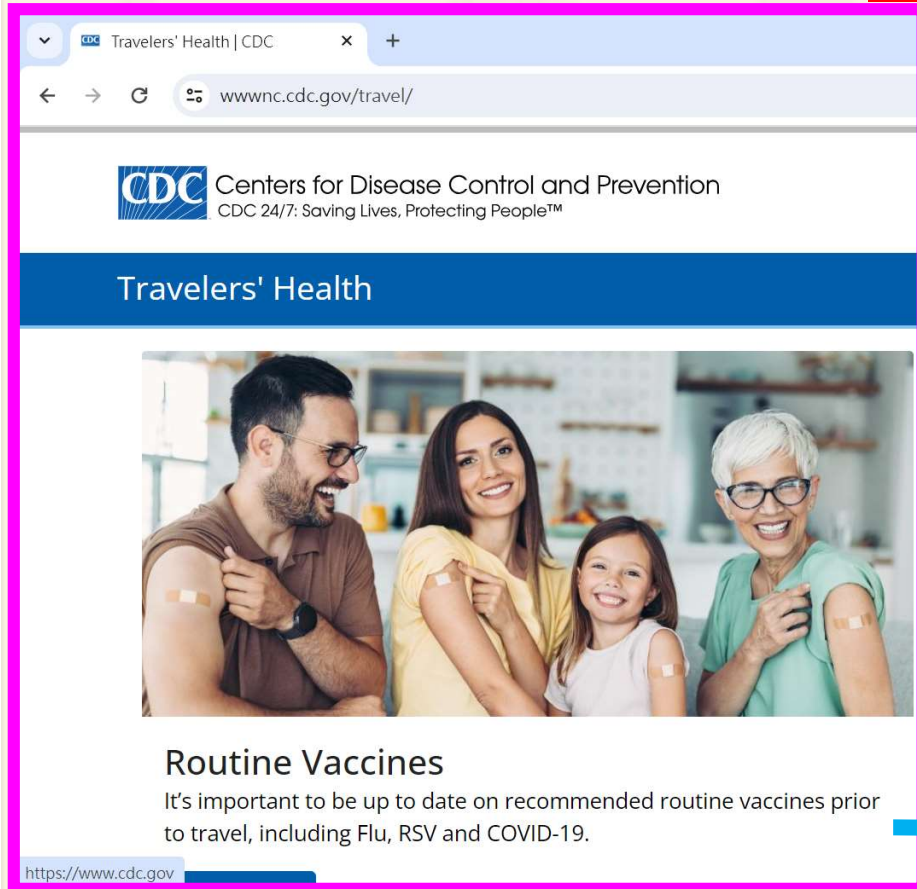 CDC Travelers' Health | CDC
wwwnc.cdc.gov/travel/
CDC Centers for Disease Control and Prevention
CDC 24/7: Saving Lives, Protecting People™
Travelers' Health
Routine Vaccines
It’s important to be up to date on recommended routine vaccines prior
to travel, including Flu, RSV and COVID-19.
https://www.cdc.gov